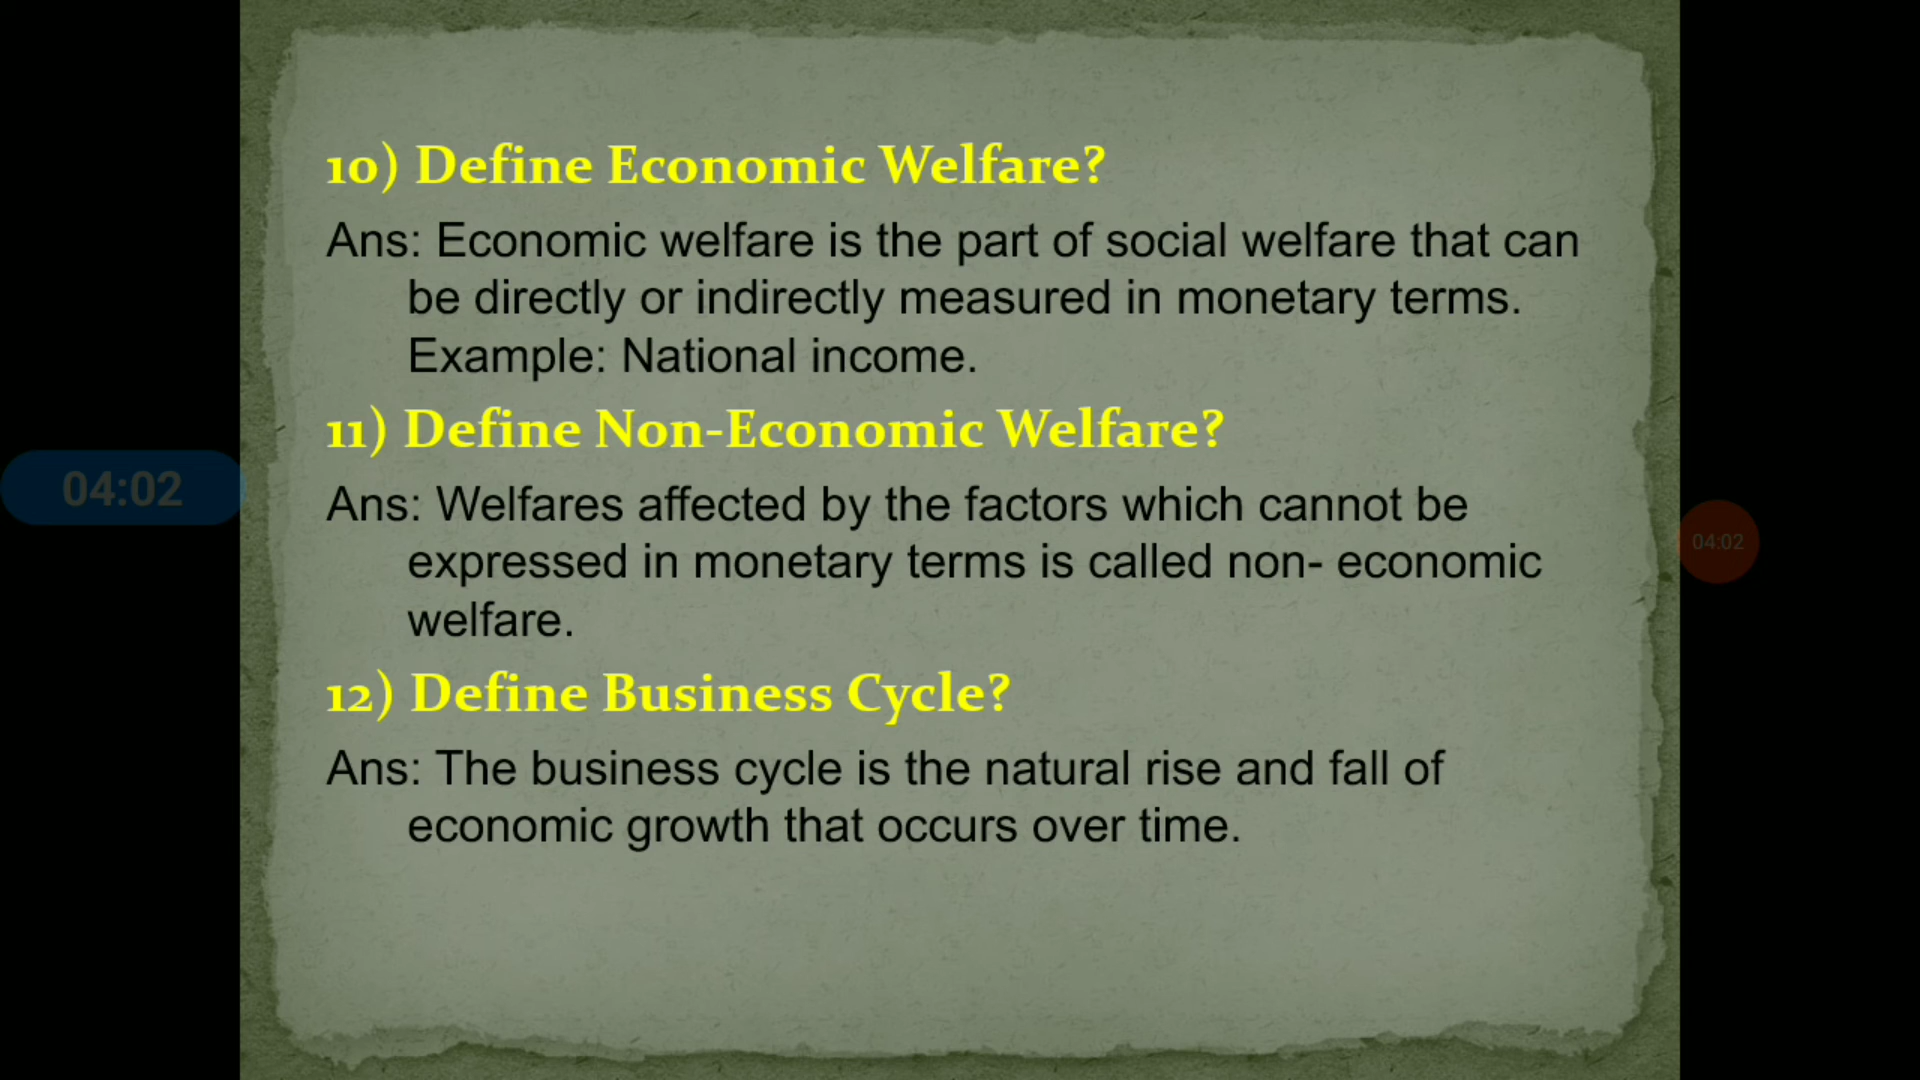 10) Define Economic Welfare?
Ans: Economic welfare is the part of social welfare that can
be directly or indirectly measured in monetary terms.
Example: National income.
11) Define Non-Economic Welfare?
04:02
Ans: Welfares affected by the factors which cannot be
expressed in monetary terms is called non- economic
04:02
welfare.
12) Define Business Cycle?
Ans: The business cycle is the natural rise and fall of
economic growth that occurs over time.